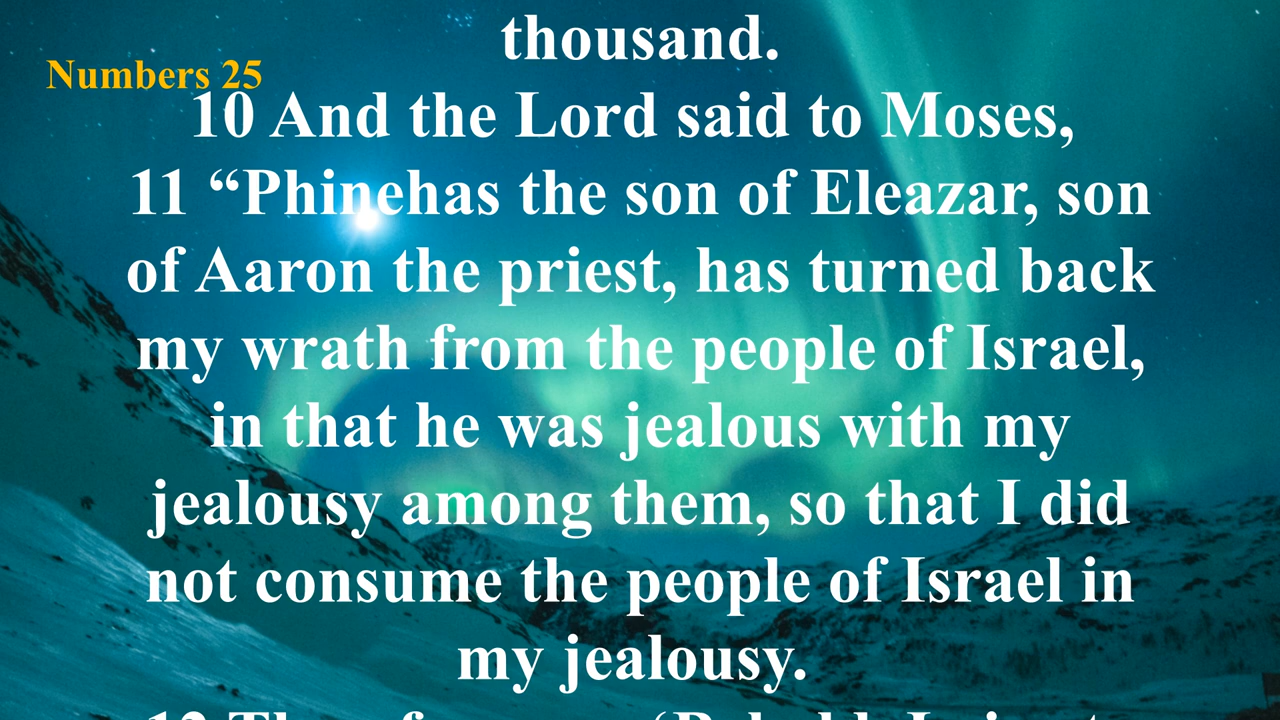 thousand.
Numbers 25
10 And the Lord said to Moses,
11 “Phinehas the son of Eleazar, son
of Aaron the priest, has turned back
my wrath from the people of Israel,
in that he was jealous with my
jealousy among them, so that I did
not consume the people of Israel in
my jealousy.